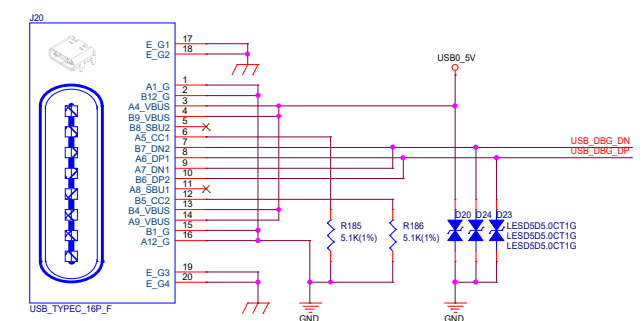 J20
E_G1 17
E_G2 18
USB0_5V
A1_G 1
B12_G 2
A4_VBUS 3
B9_VBUS 4
B8_SBU2 5
A5_CC1 6
B7_DN2 7
A6_DP1 8
A7_DN1 9
B6_DP2 10
A8_SBU1 11
B5_CC2 12
B4_VBUS 13
A9_VBUS 14
B1_G 15
A12_G 16
E_G3 19
E_G4 20
USB_TYPEC_16P_F
USB_DBG_DN
USB_DBG_DP
R185
5.1K(1%)
R186
5.1K(1%)
D20 D24 D23
LESD5D5.0CT1G
LESD5D5.0CT1G
LESD5D5.0CT1G
GND
GND